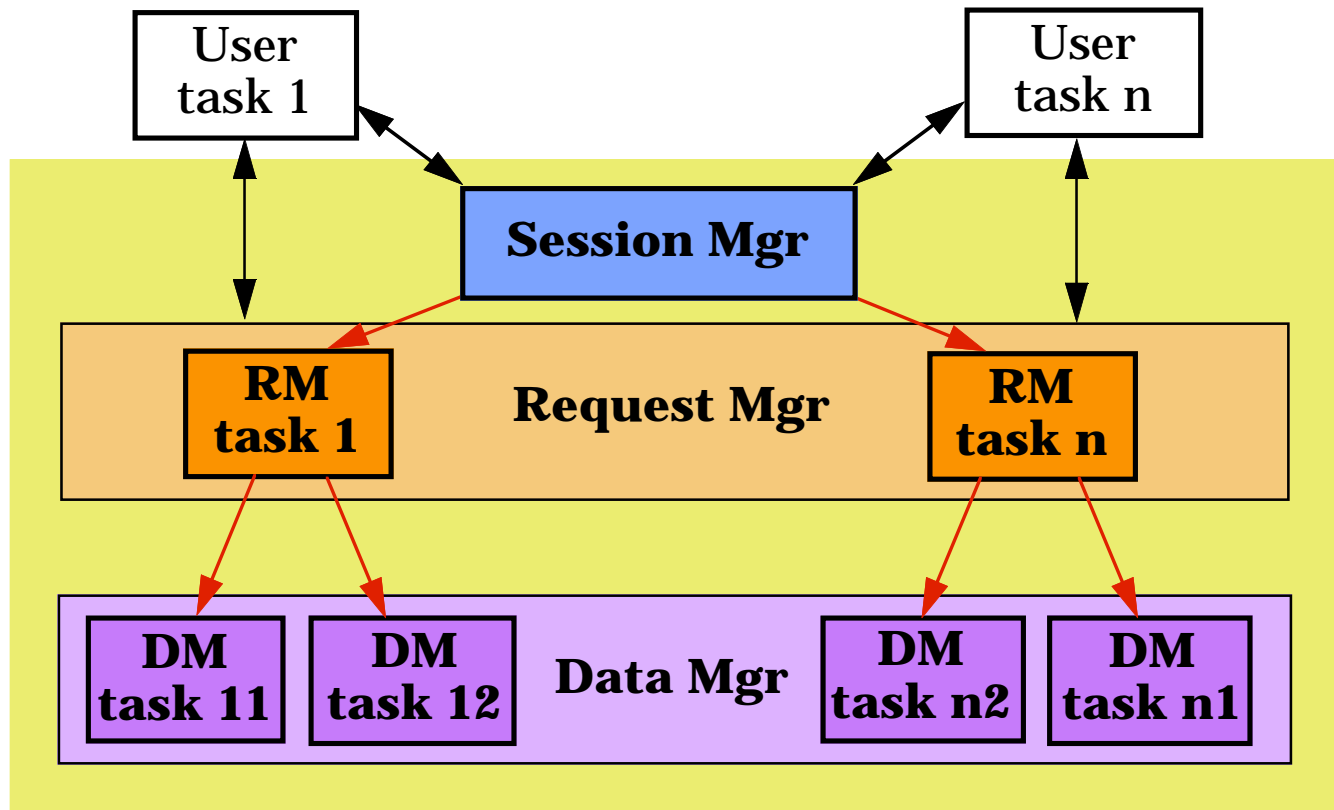 User
task 1
User
task n
Session Mgr
RM
task 1
Request Mgr
RM
task n
DM
task 11
DM
task 12
Data Mgr
DM
task n2
DM
task n1